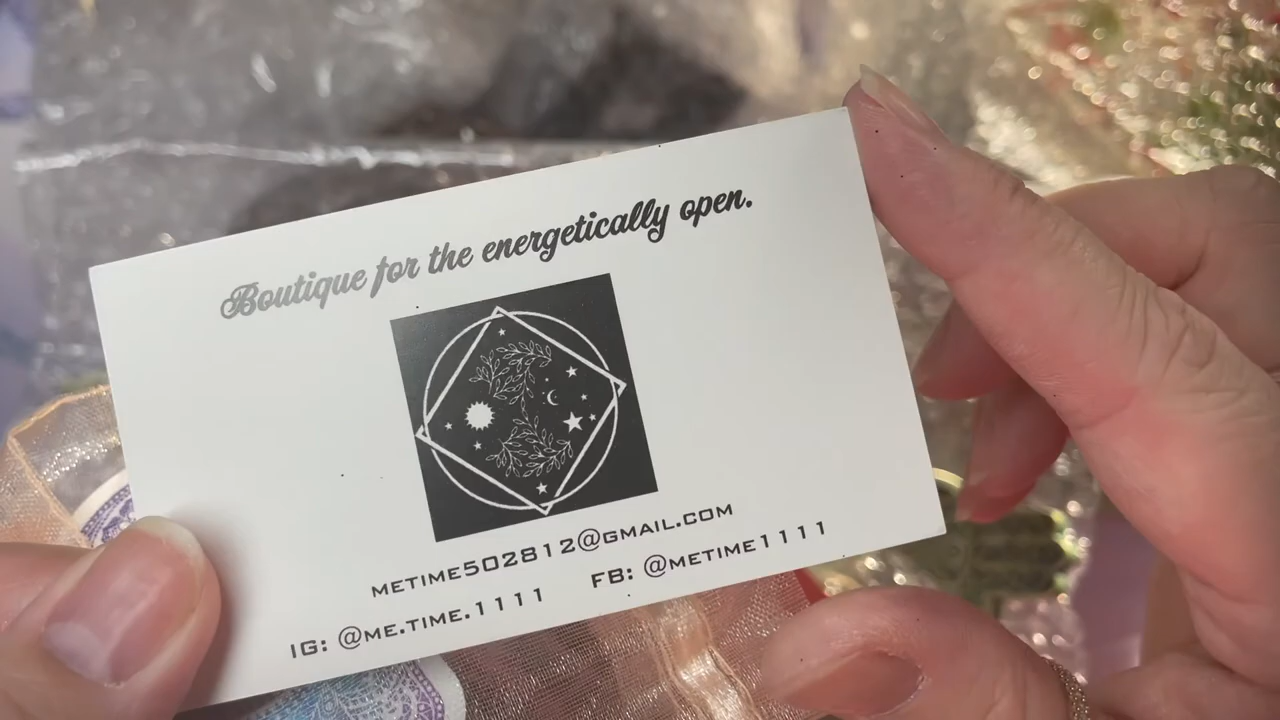 Boutique for the energetically open.
METIME502812@GMAIL.COM
IG: @ME.TIME.1111 FB: @METIME1111